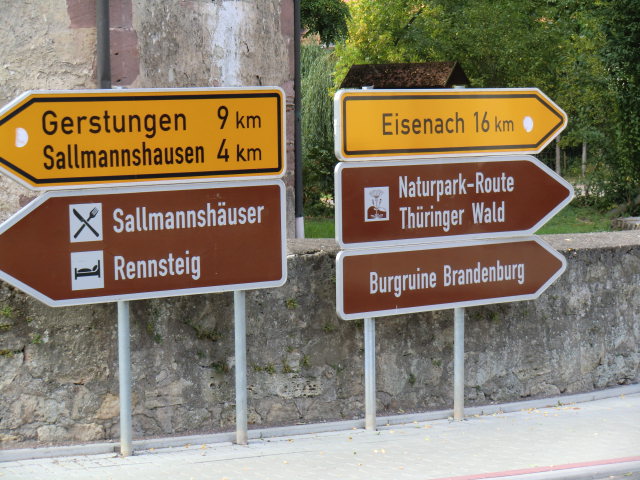 Gerstungen 9 km
Sallmannshausen 4 km
Sallmannshäuser
Rennsteig
Eisenach 16 km
Naturpark-Route
Thüringer Wald
Burgruine Brandenburg